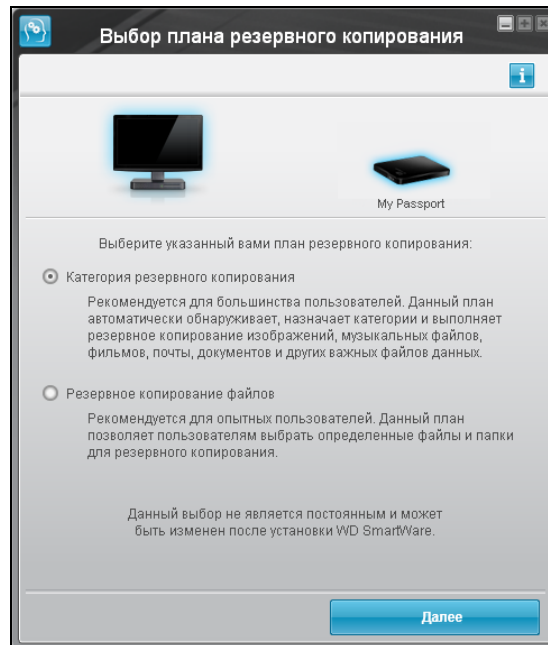 Выбор плана резервного копирования
i
My Passport
Выберите указанный вами план резервного копирования:
Категория резервного копирования
Рекомендуется для большинства пользователей. Данный план
автоматически обнаруживает, назначает категории и выполняет
резервное копирование изображений, музыкальных файлов,
фильмов, почты, документов и других важных файлов данных.
Резервное копирование файлов
Рекомендуется для опытных пользователей. Данный план
позволяет пользователям выбрать определенные файлы и папки
для резервного копирования.
Данный выбор не является постоянным и может
быть изменен после установки WD SmartWare.
Далее